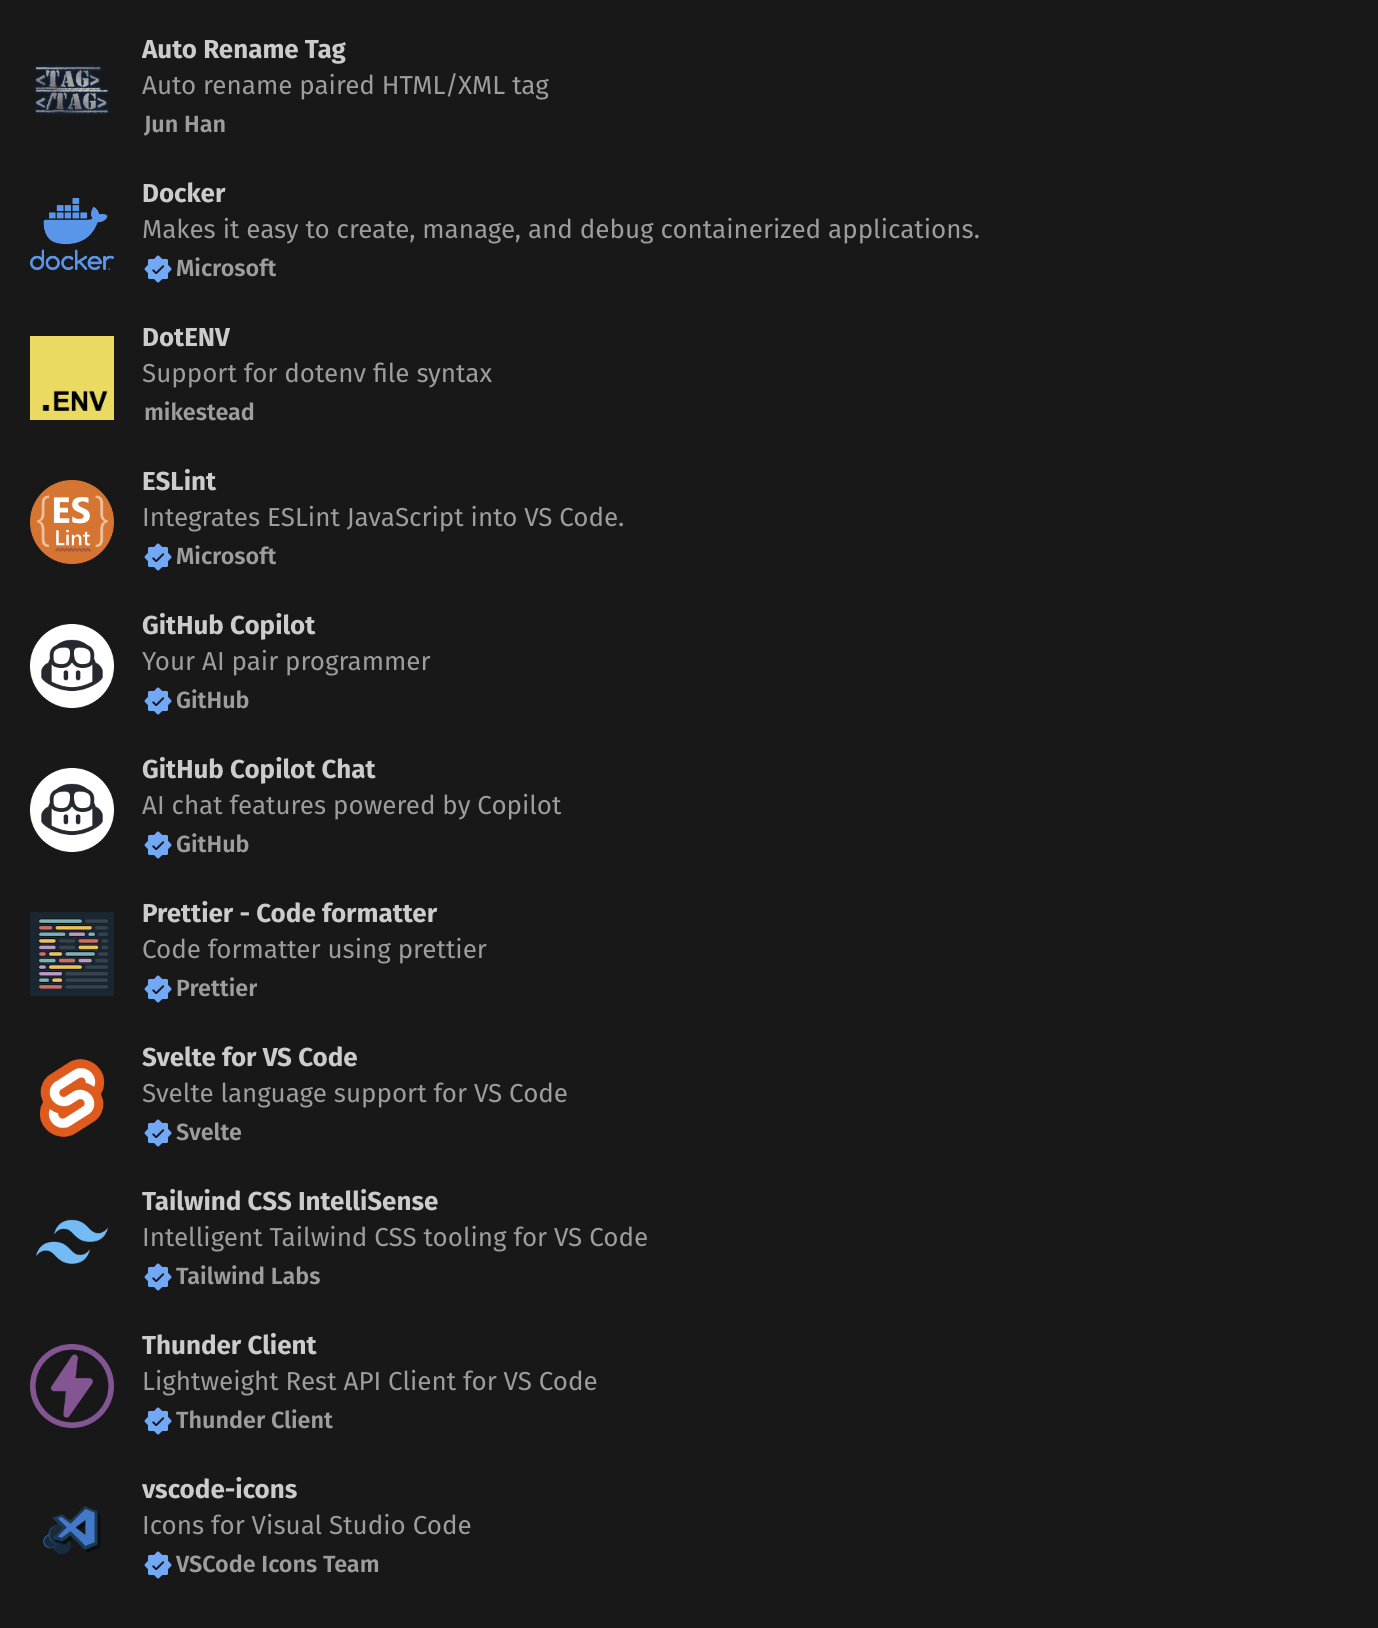 Auto Rename Tag
<TAG>
Auto rename paired HTML/XML tag
</TAG>
Jun Han
Docker
Makes it easy to create, manage, and debug containerized applications.
docker
Microsoft
DotENV
Support for dotenv file syntax
.ENV
mikestead
ESLint
ES
Integrates ESLint JavaScript into VS Code.
Lint
Microsoft
GitHub Copilot
Your AI pair programmer
GitHub
GitHub Copilot Chat
AI chat features powered by Copilot
GitHub
Prettier - Code formatter
Code formatter using prettier
Prettier
Svelte for VS Code
Svelte language support for VS Code
Svelte
Tailwind CSS IntelliSense
Intelligent Tailwind CSS tooling for VS Code
Tailwind Labs
Thunder Client
Lightweight Rest API Client for VS Code
Thunder Client
vscode-icons
Icons for Visual Studio Code
VSCode Icons Team